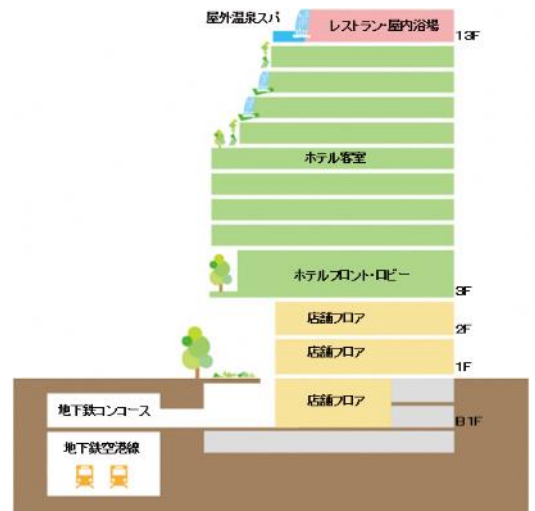 屋外温泉スパ
レストラン・屋内浴場
13F
ホテル客室
ホテルフロント・ロビー
3F
店舗フロア
2F
店舗フロア
1F
店舗フロア
地下鉄コンコース
B1F
地下鉄空港線